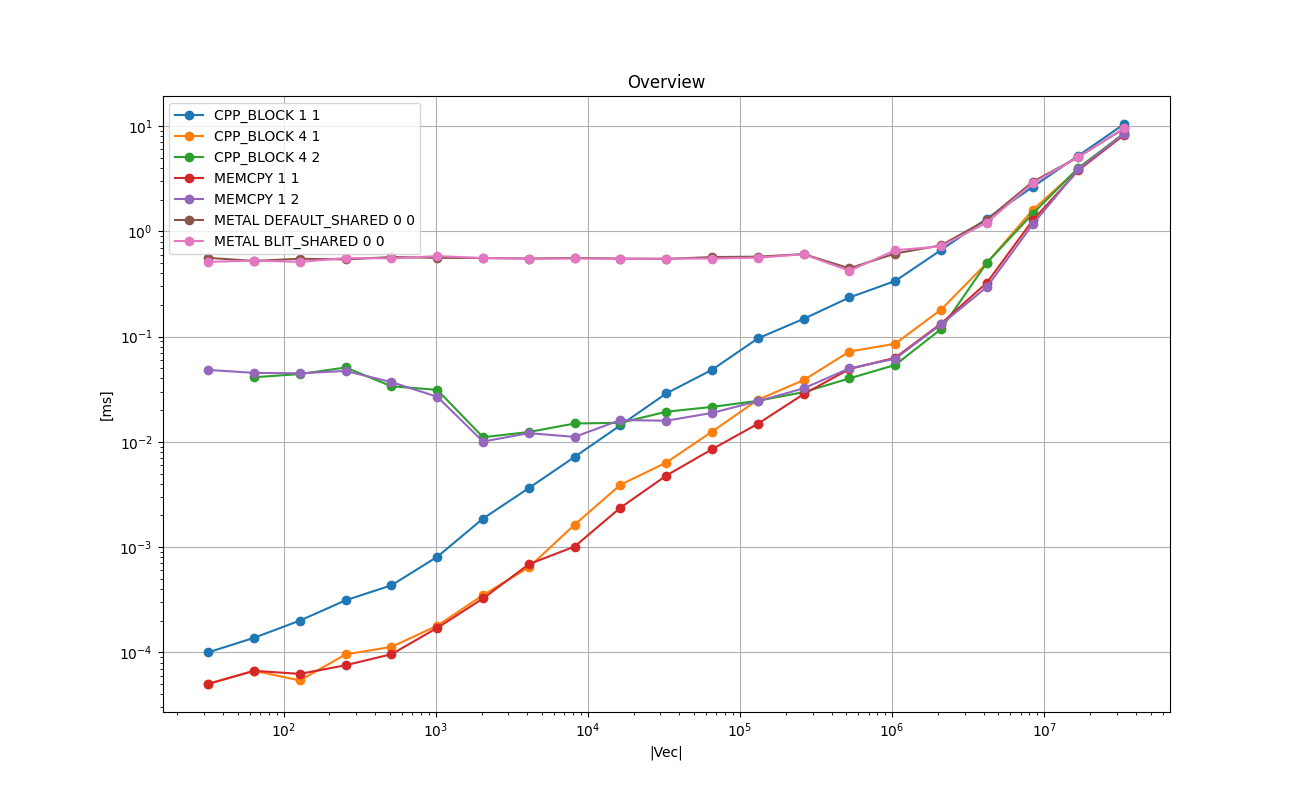 Overview
CPP_BLOCK 1 1
CPP_BLOCK 4 1
CPP_BLOCK 4 2
MEMCPY 1 1
MEMCPY 1 2
METAL DEFAULT_SHARED 0 0
METAL BLIT_SHARED 0 0
10¹
10⁰
10⁻¹
10⁻²
10⁻³
10⁻⁴
[ms]
10² 10³ 10⁴ 10⁵ 10⁶ 10⁷
|Vec|